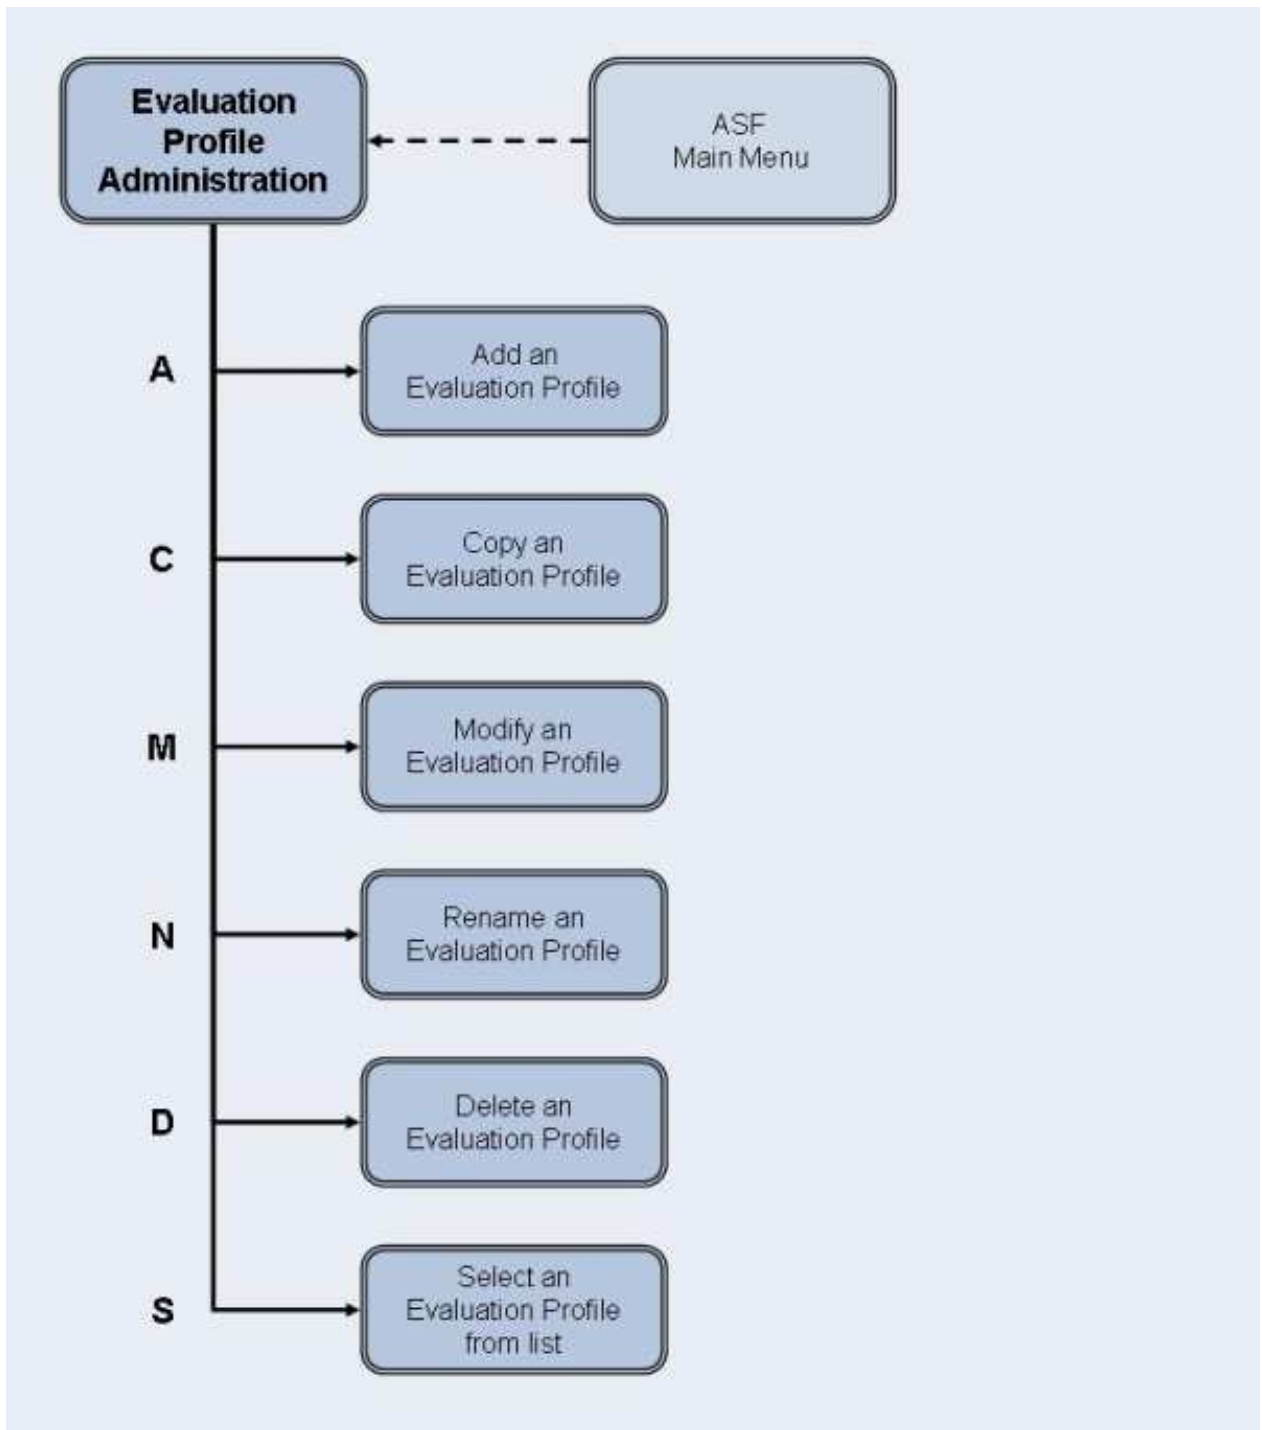 Evaluation
Profile
Administration
ASF
Main Menu
A
Add an
Evaluation Profile
C
Copy an
Evaluation Profile
M
Modify an
Evaluation Profile
N
Rename an
Evaluation Profile
D
Delete an
Evaluation Profile
S
Select an
Evaluation Profile
from list